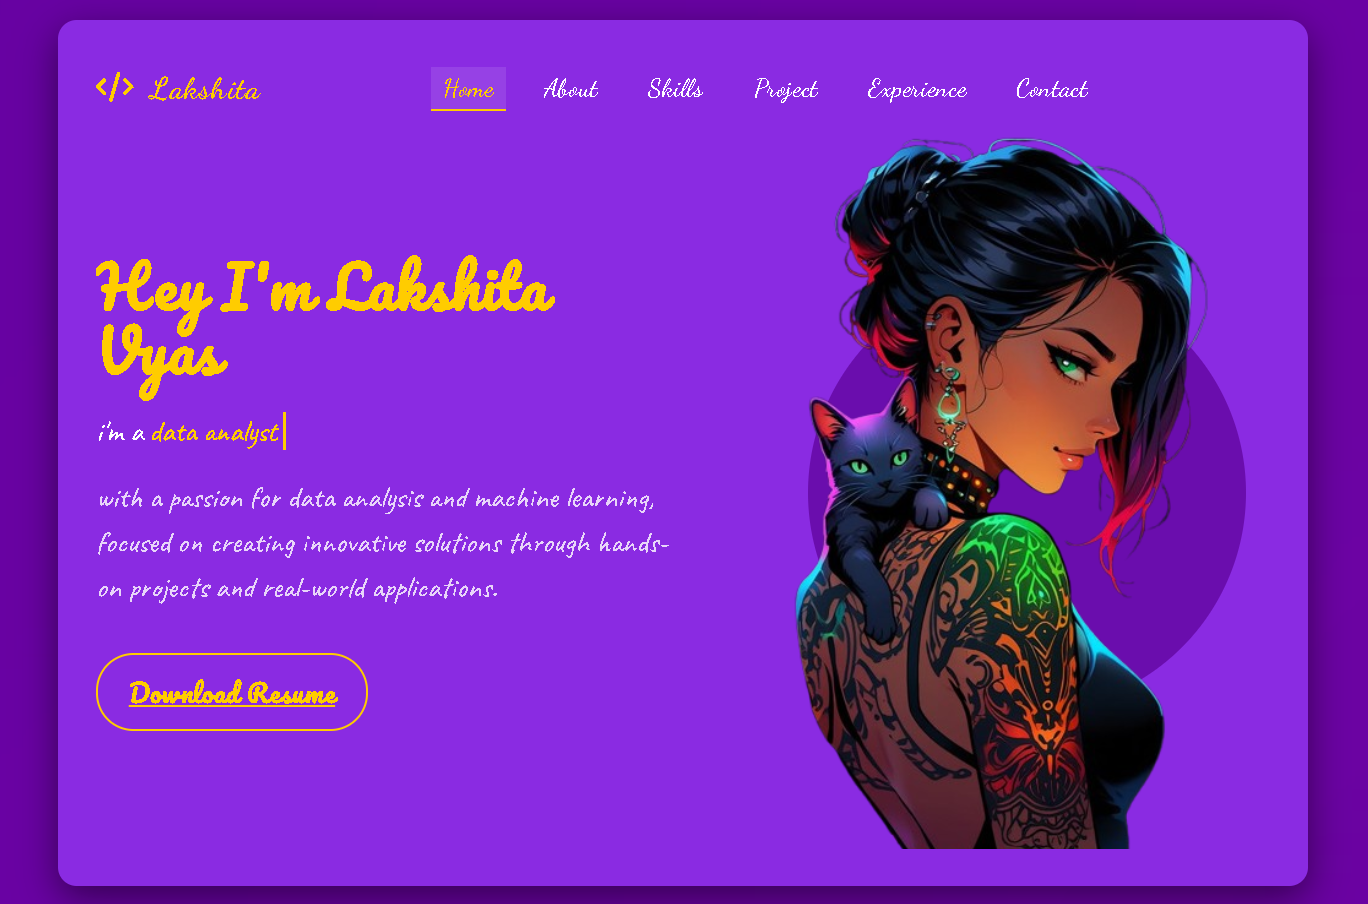 </> Lakshita
Home About Skills Project Experience Contact
Hey I'm Lakshita
Vyas
i'm a data analyst
with a passion for data analysis and machine learning,
focused on creating innovative solutions through hands-
on projects and real-world applications.
Download Resume